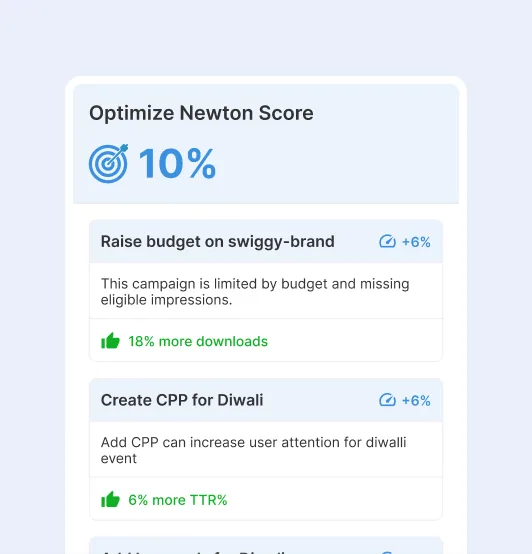 Optimize Newton Score
10%
Raise budget on swiggy-brand +6%
This campaign is limited by budget and missing
eligible impressions.
18% more downloads
Create CPP for Diwali +6%
Add CPP can increase user attention for diwalli
event
6% more TTR%